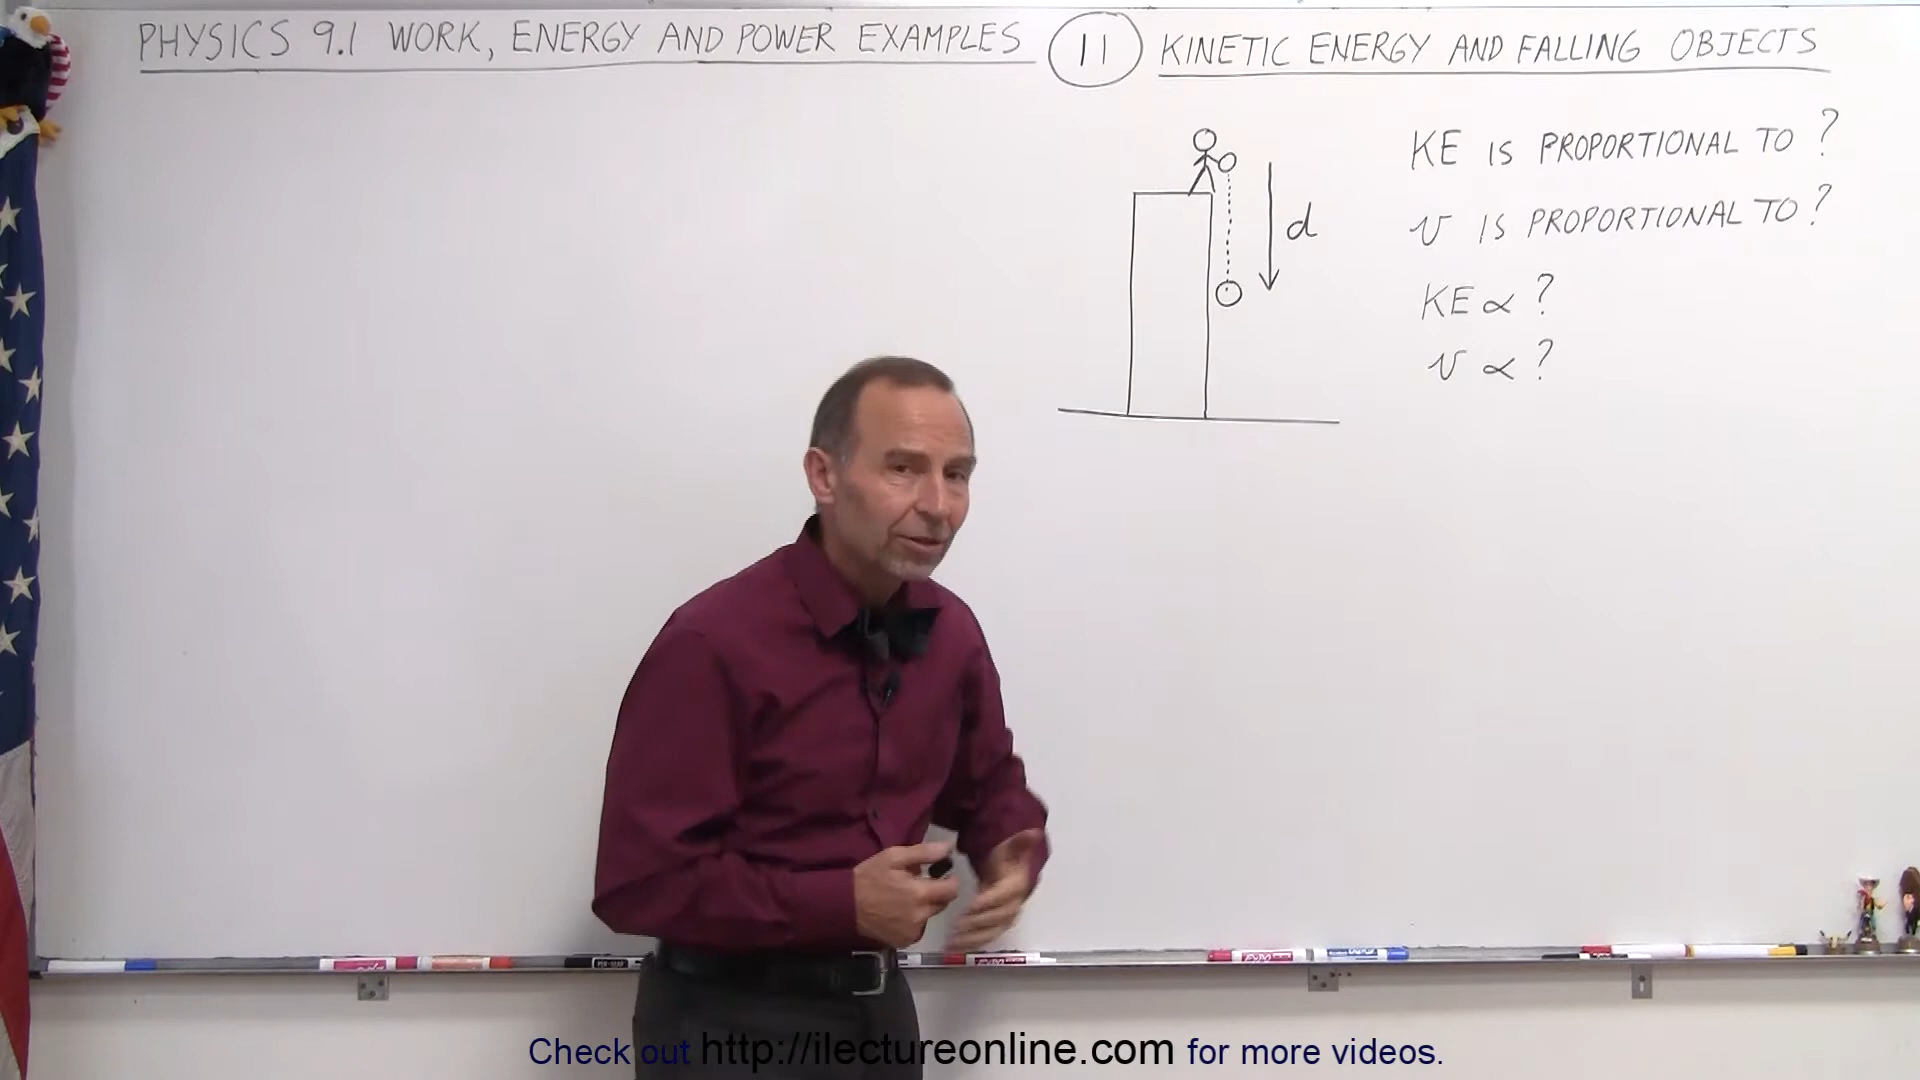 PHYSICS 9.1 WORK, ENERGY AND POWER EXAMPLES 11 KINETIC ENERGY AND FALLING OBJECTS
KE IS PROPORTIONAL TO ?
v IS PROPORTIONAL TO ?
d
KE ∝ ?
v ∝ ?
EXPO
Check out http://ilectureonline.com for more videos.